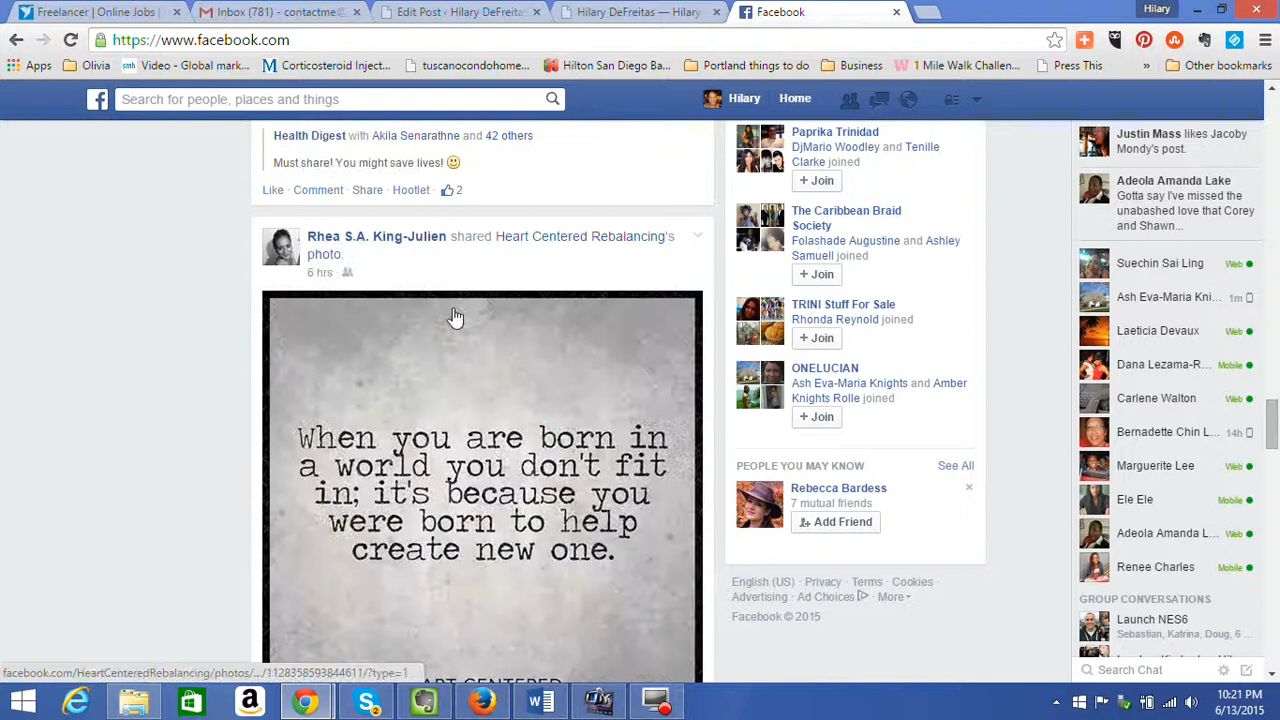 Freelancer | Online Jobs |
Inbox (781) - contactme@
Edit Post ‹ Hilary DeFreitas
Hilary DeFreitas — Hilary
Facebook
Hilary
https://www.facebook.com
Apps
Olivia
smh
Video - Global mark...
Corticosteroid Inject...
tuscanocondohome...
Hilton San Diego Ba...
Portland things to do
Business
1 Mile Walk Challen...
Press This
»
Other bookmarks
Search for people, places and things
Hilary
Home
Health Digest with Akila Senarathne and 42 others
Must share! You might save lives!
Like · Comment · Share · Hootlet · 2
Rhea S.A. King-Julien shared Heart Centered Rebalancing's
photo.
6 hrs
When you are born in
a world you don't fit
in; it's because you
were born to help
create new one.
Paprika Trinidad
DjMario Woodley and Tenille
Clarke joined
+ Join
The Caribbean Braid
Society
Folashade Augustine and Ashley
Samuell joined
+ Join
TRINI Stuff For Sale
Rhonda Reynold joined
+ Join
ONELUCIAN
Ash Eva-Maria Knights and Amber
Knights Rolle joined
+ Join
PEOPLE YOU MAY KNOW
See All
Rebecca Bardess
7 mutual friends
Add Friend
English (US) · Privacy · Terms · Cookies ·
Advertising · Ad Choices · More
Facebook © 2015
Justin Mass likes Jacoby
Mondy's post.
Adeola Amanda Lake
Gotta say I've missed the
unabashed love that Corey
and Shawn...
Suechin Sai Ling Web
Ash Eva-Maria Kni... 1m
Laeticia Devaux Web
Dana Lezama-R... Mobile
Carlene Walton Web
Bernadette Chin L... 14h
Marguerite Lee Web
Ele Ele Mobile
Adeola Amanda L... Web
Renee Charles Mobile
GROUP CONVERSATIONS
Launch NES6
Sebastian, Katrina, Doug, 6 ...
Search Chat
facebook.com/HeartCenteredRebalancing/photos/.../1128358593844611/?type=1
10:21 PM
6/13/2015